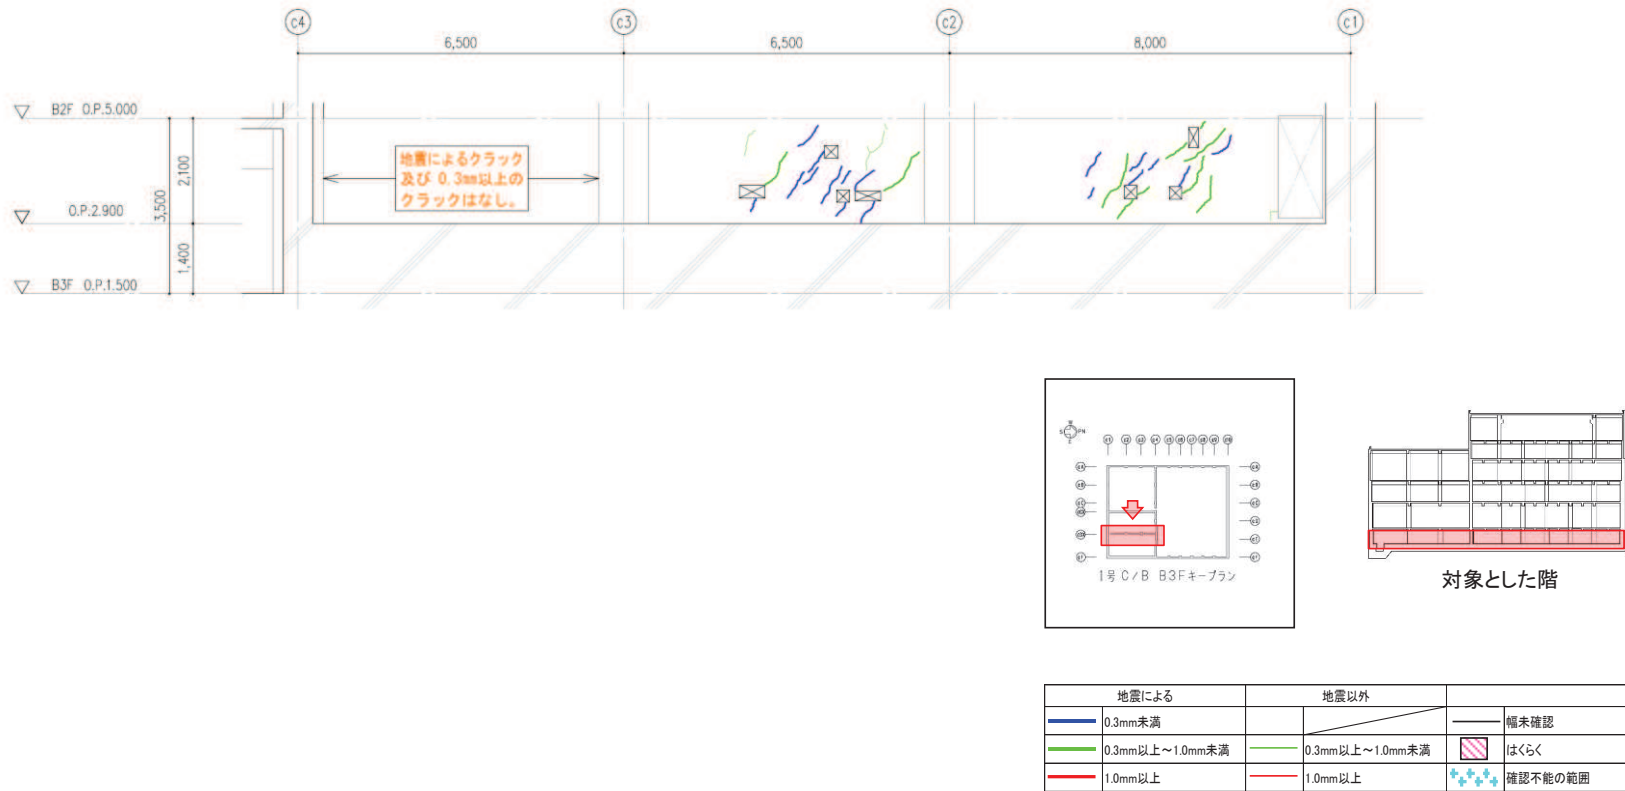 c4
c3
c2
c1
6,500
6,500
8,000
B2F O.P.5.000
O.P.2.900
B3F O.P.1.500
3,500
2,100
1,400
地震によるクラック
及び 0.3mm以上の
クラックはなし。
1号 C/B B3Fキープラン
対象とした階
地震による
地震以外
0.3mm未満
幅未確認
0.3mm以上～1.0mm未満
0.3mm以上～1.0mm未満
はくらく
1.0mm以上
1.0mm以上
確認不能の範囲